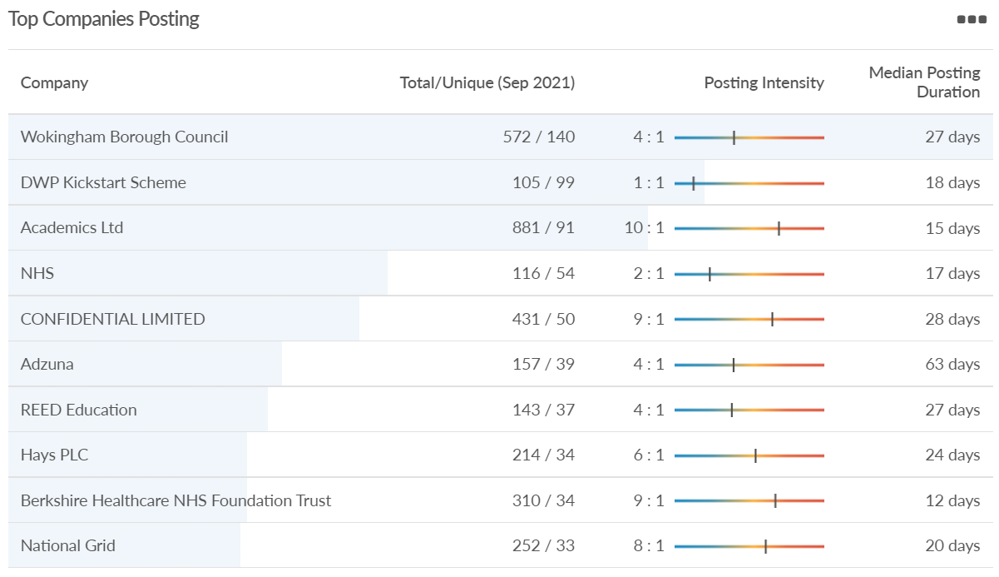 Top Companies Posting
Company Total/Unique (Sep 2021) Posting Intensity Median Posting Duration
Wokingham Borough Council 572 / 140 4 : 1 27 days
DWP Kickstart Scheme 105 / 99 1 : 1 18 days
Academics Ltd 881 / 91 10 : 1 15 days
NHS 116 / 54 2 : 1 17 days
CONFIDENTIAL LIMITED 431 / 50 9 : 1 28 days
Adzuna 157 / 39 4 : 1 63 days
REED Education 143 / 37 4 : 1 27 days
Hays PLC 214 / 34 6 : 1 24 days
Berkshire Healthcare NHS Foundation Trust 310 / 34 9 : 1 12 days
National Grid 252 / 33 8 : 1 20 days